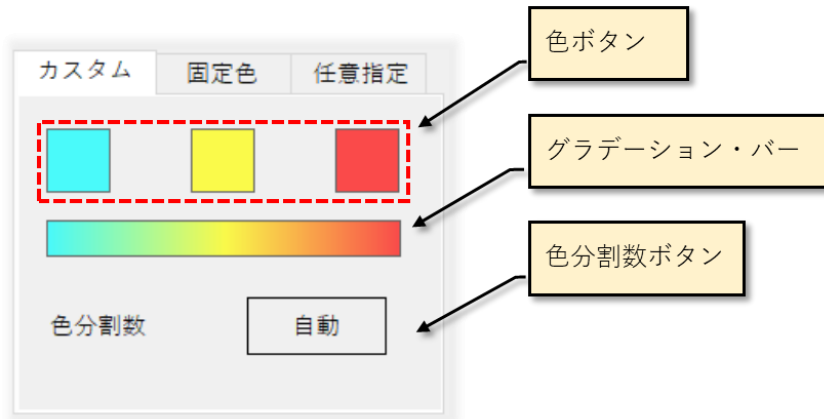 カスタム
固定色
任意指定
色ボタン
グラデーション・バー
色分割数ボタン
色分割数
自動